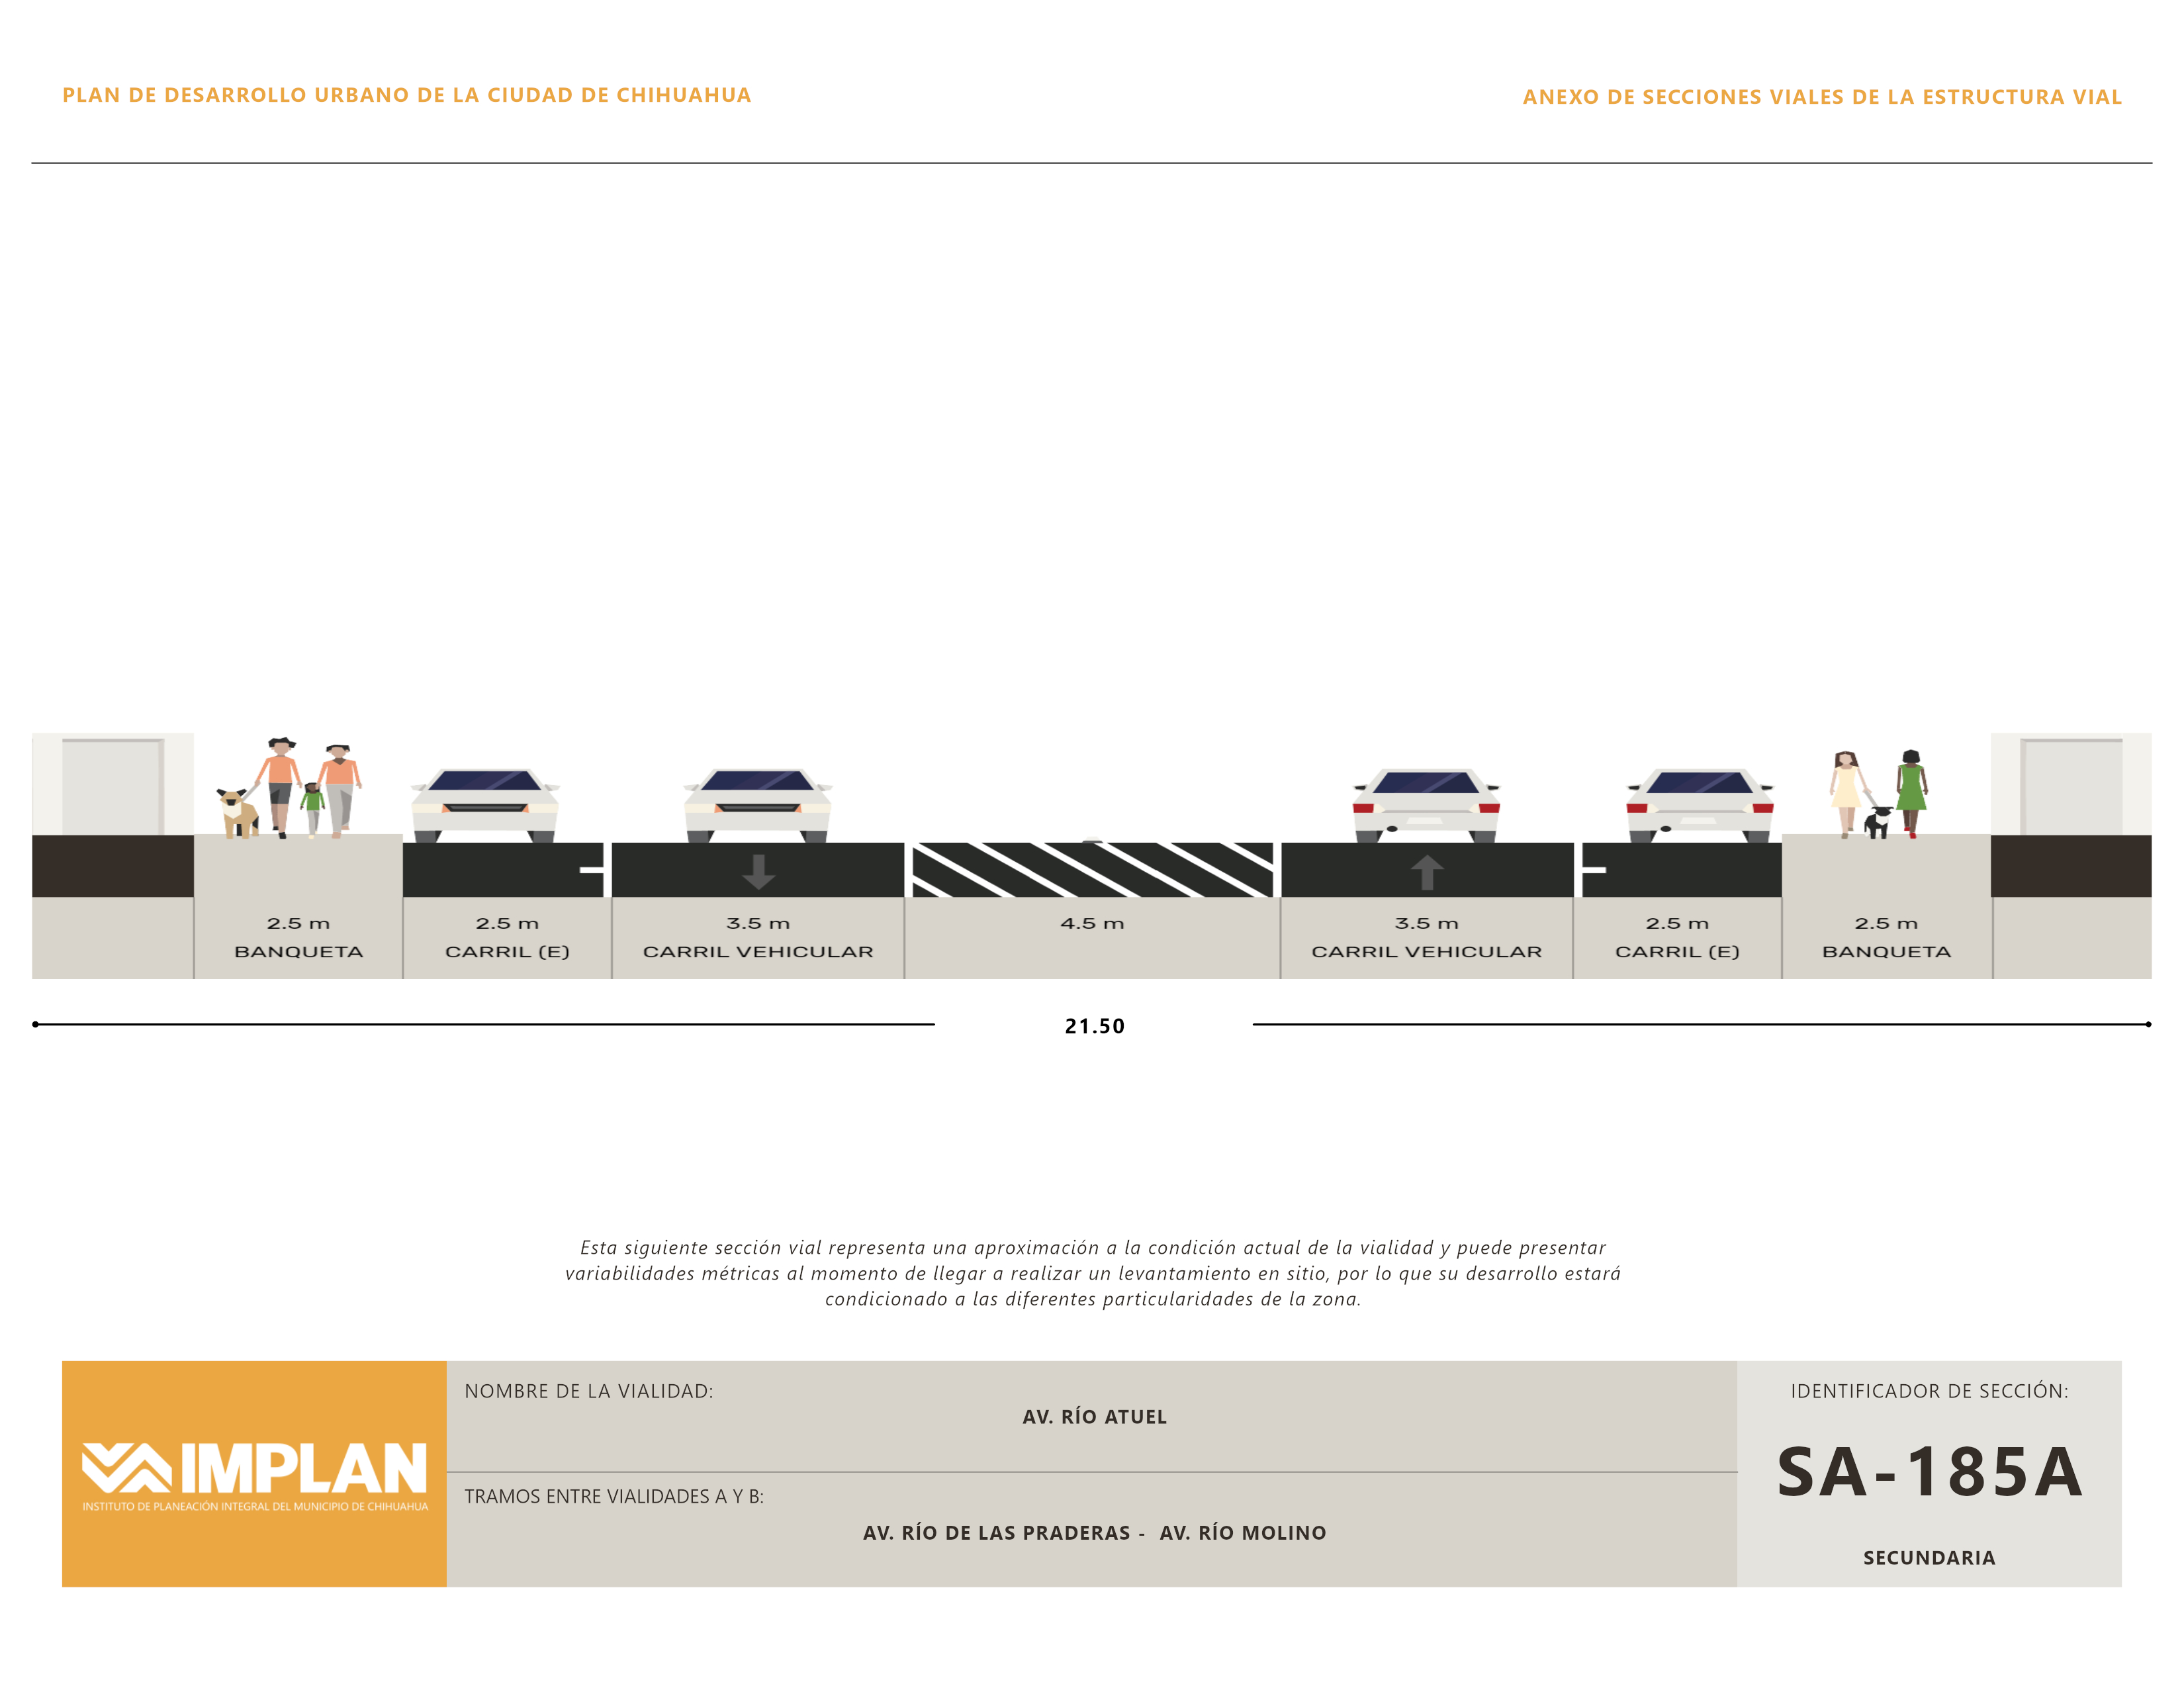 PLAN DE DESARROLLO URBANO DE LA CIUDAD DE CHIHUAHUA
ANEXO DE SECCIONES VIALES DE LA ESTRUCTURA VIAL
2.5 m
BANQUETA
2.5 m
CARRIL (E)
3.5 m
CARRIL VEHICULAR
4.5 m
3.5 m
CARRIL VEHICULAR
2.5 m
CARRIL (E)
2.5 m
BANQUETA
21.50
Esta siguiente sección vial representa una aproximación a la condición actual de la vialidad y puede presentar
variabilidades métricas al momento de llegar a realizar un levantamiento en sitio, por lo que su desarrollo estará
condicionado a las diferentes particularidades de la zona.
IMPLAN
INSTITUTO DE PLANEACIÓN INTEGRAL DEL MUNICIPIO DE CHIHUAHUA
NOMBRE DE LA VIALIDAD:
AV. RÍO ATUEL
TRAMOS ENTRE VIALIDADES A Y B:
AV. RÍO DE LAS PRADERAS - AV. RÍO MOLINO
IDENTIFICADOR DE SECCIÓN:
SA-185A
SECUNDARIA